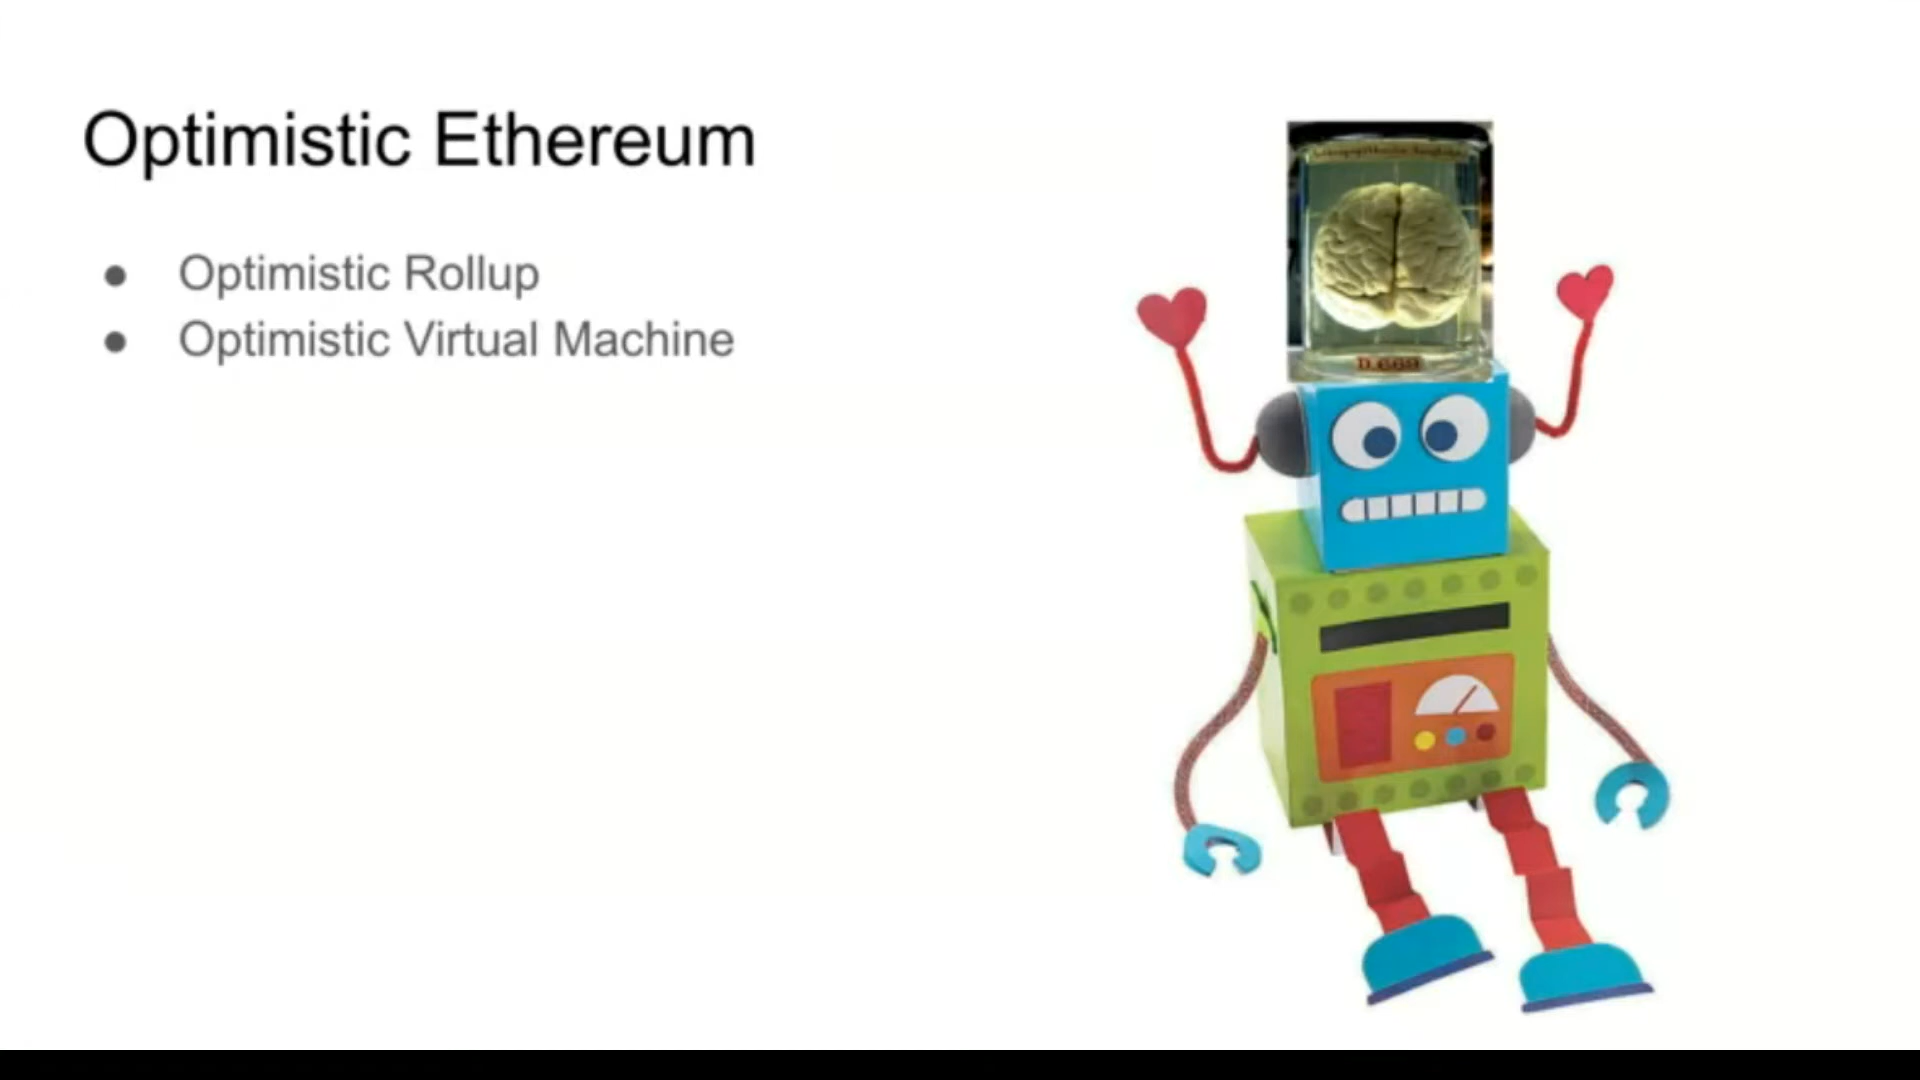 Optimistic Ethereum
● Optimistic Rollup
● Optimistic Virtual Machine